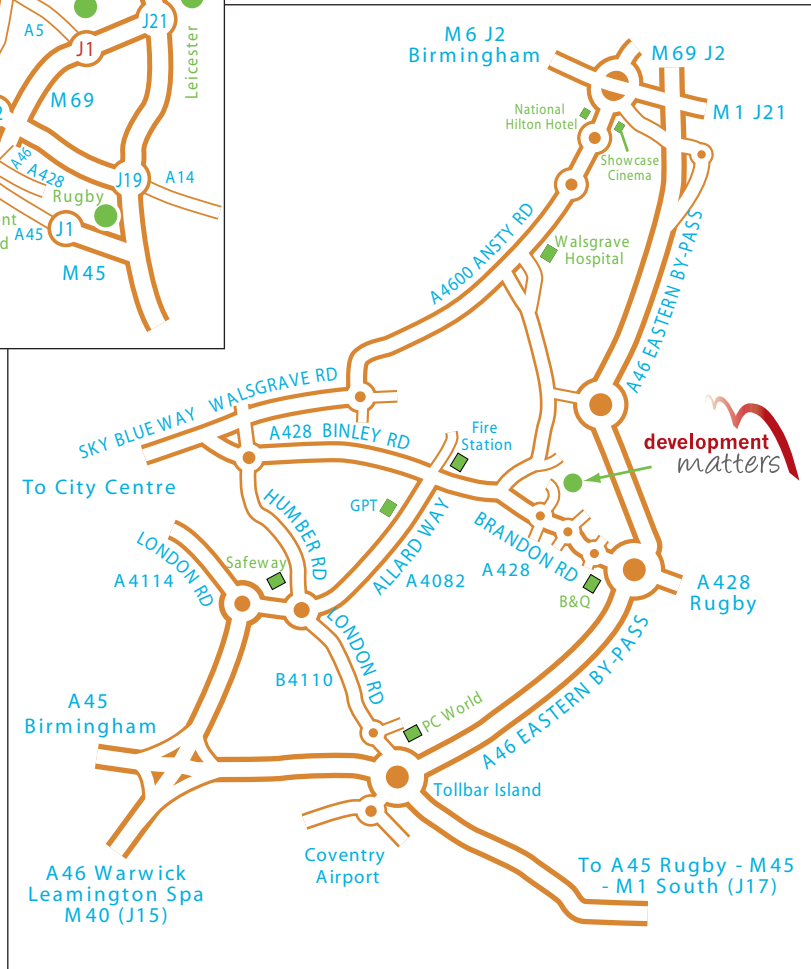 A5
J1
J21
Leicester
M69
2
A46
A428
J19
A14
Rugby
nt
d
A45
J1
M45
M6 J2
Birmingham
M69 J2
M1 J21
National
Hilton Hotel
Showcase
Cinema
A4600 ANSTY RD
Walsgrave
Hospital
A46 EASTERN BY-PASS
SKY BLUE WAY
WALSGRAVE RD
A428 BINLEY RD
Fire
Station
development
matters
To City Centre
GPT
HUMBER RD
ALLARD WAY
A4082
BRANDON RD
A428
B&Q
A428
Rugby
LONDON RD
A4114
Safeway
LONDON RD
B4110
PC World
A46 EASTERN BY-PASS
A45
Birmingham
Tollbar Island
Coventry
Airport
A46 Warwick
Leamington Spa
M40 (J15)
To A45 Rugby - M45
- M1 South (J17)